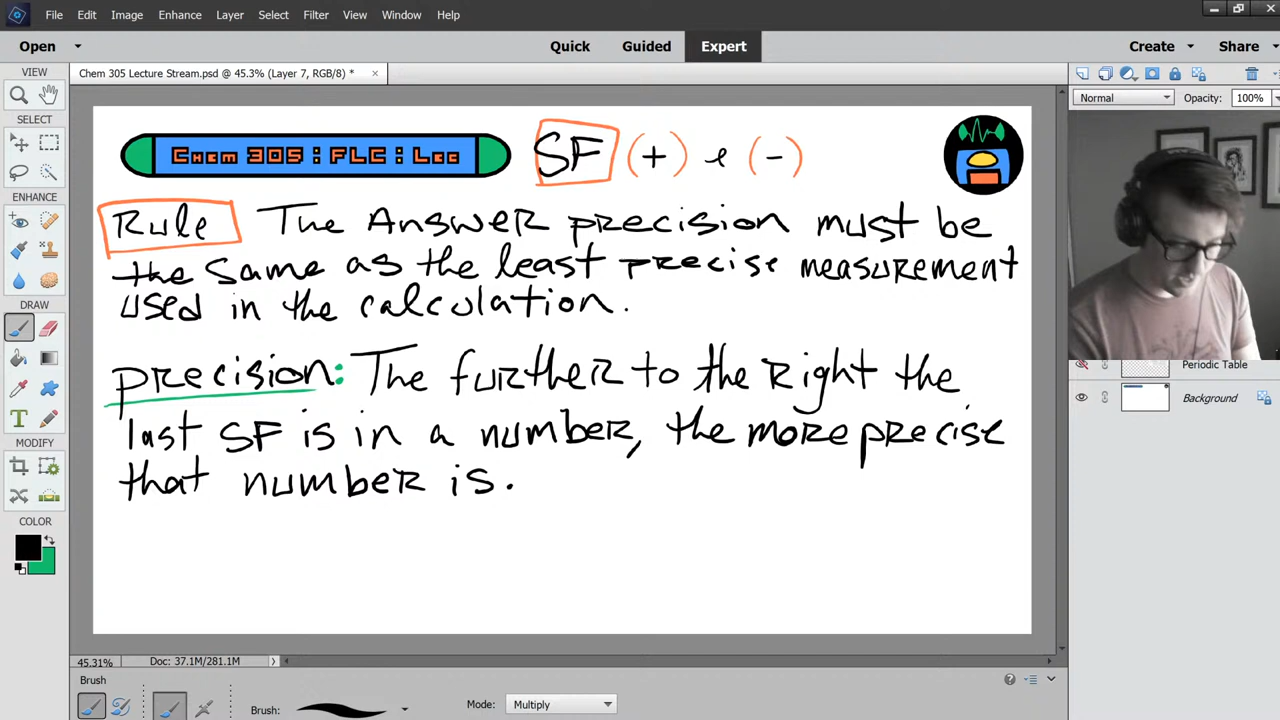 File Edit Image Enhance Layer Select Filter View Window Help
Open Quick Guided Expert Create Share
Chem 305 Lecture Stream.psd @ 45.3% (Layer 7, RGB/8) * ×
VIEW
SELECT
ENHANCE
DRAW
MODIFY
COLOR
Normal Opacity: 100%
Periodic Table
Background
Chem 305 : FLC : Lec
SF (+) & (-)
Rule The Answer precision must be
the same as the least precise measurement
used in the calculation.
precision: The further to the Right the
last SF is in a number, the more precise
that number is.
45.31% Doc: 37.1M/281.1M
Brush
Brush: Mode: Multiply